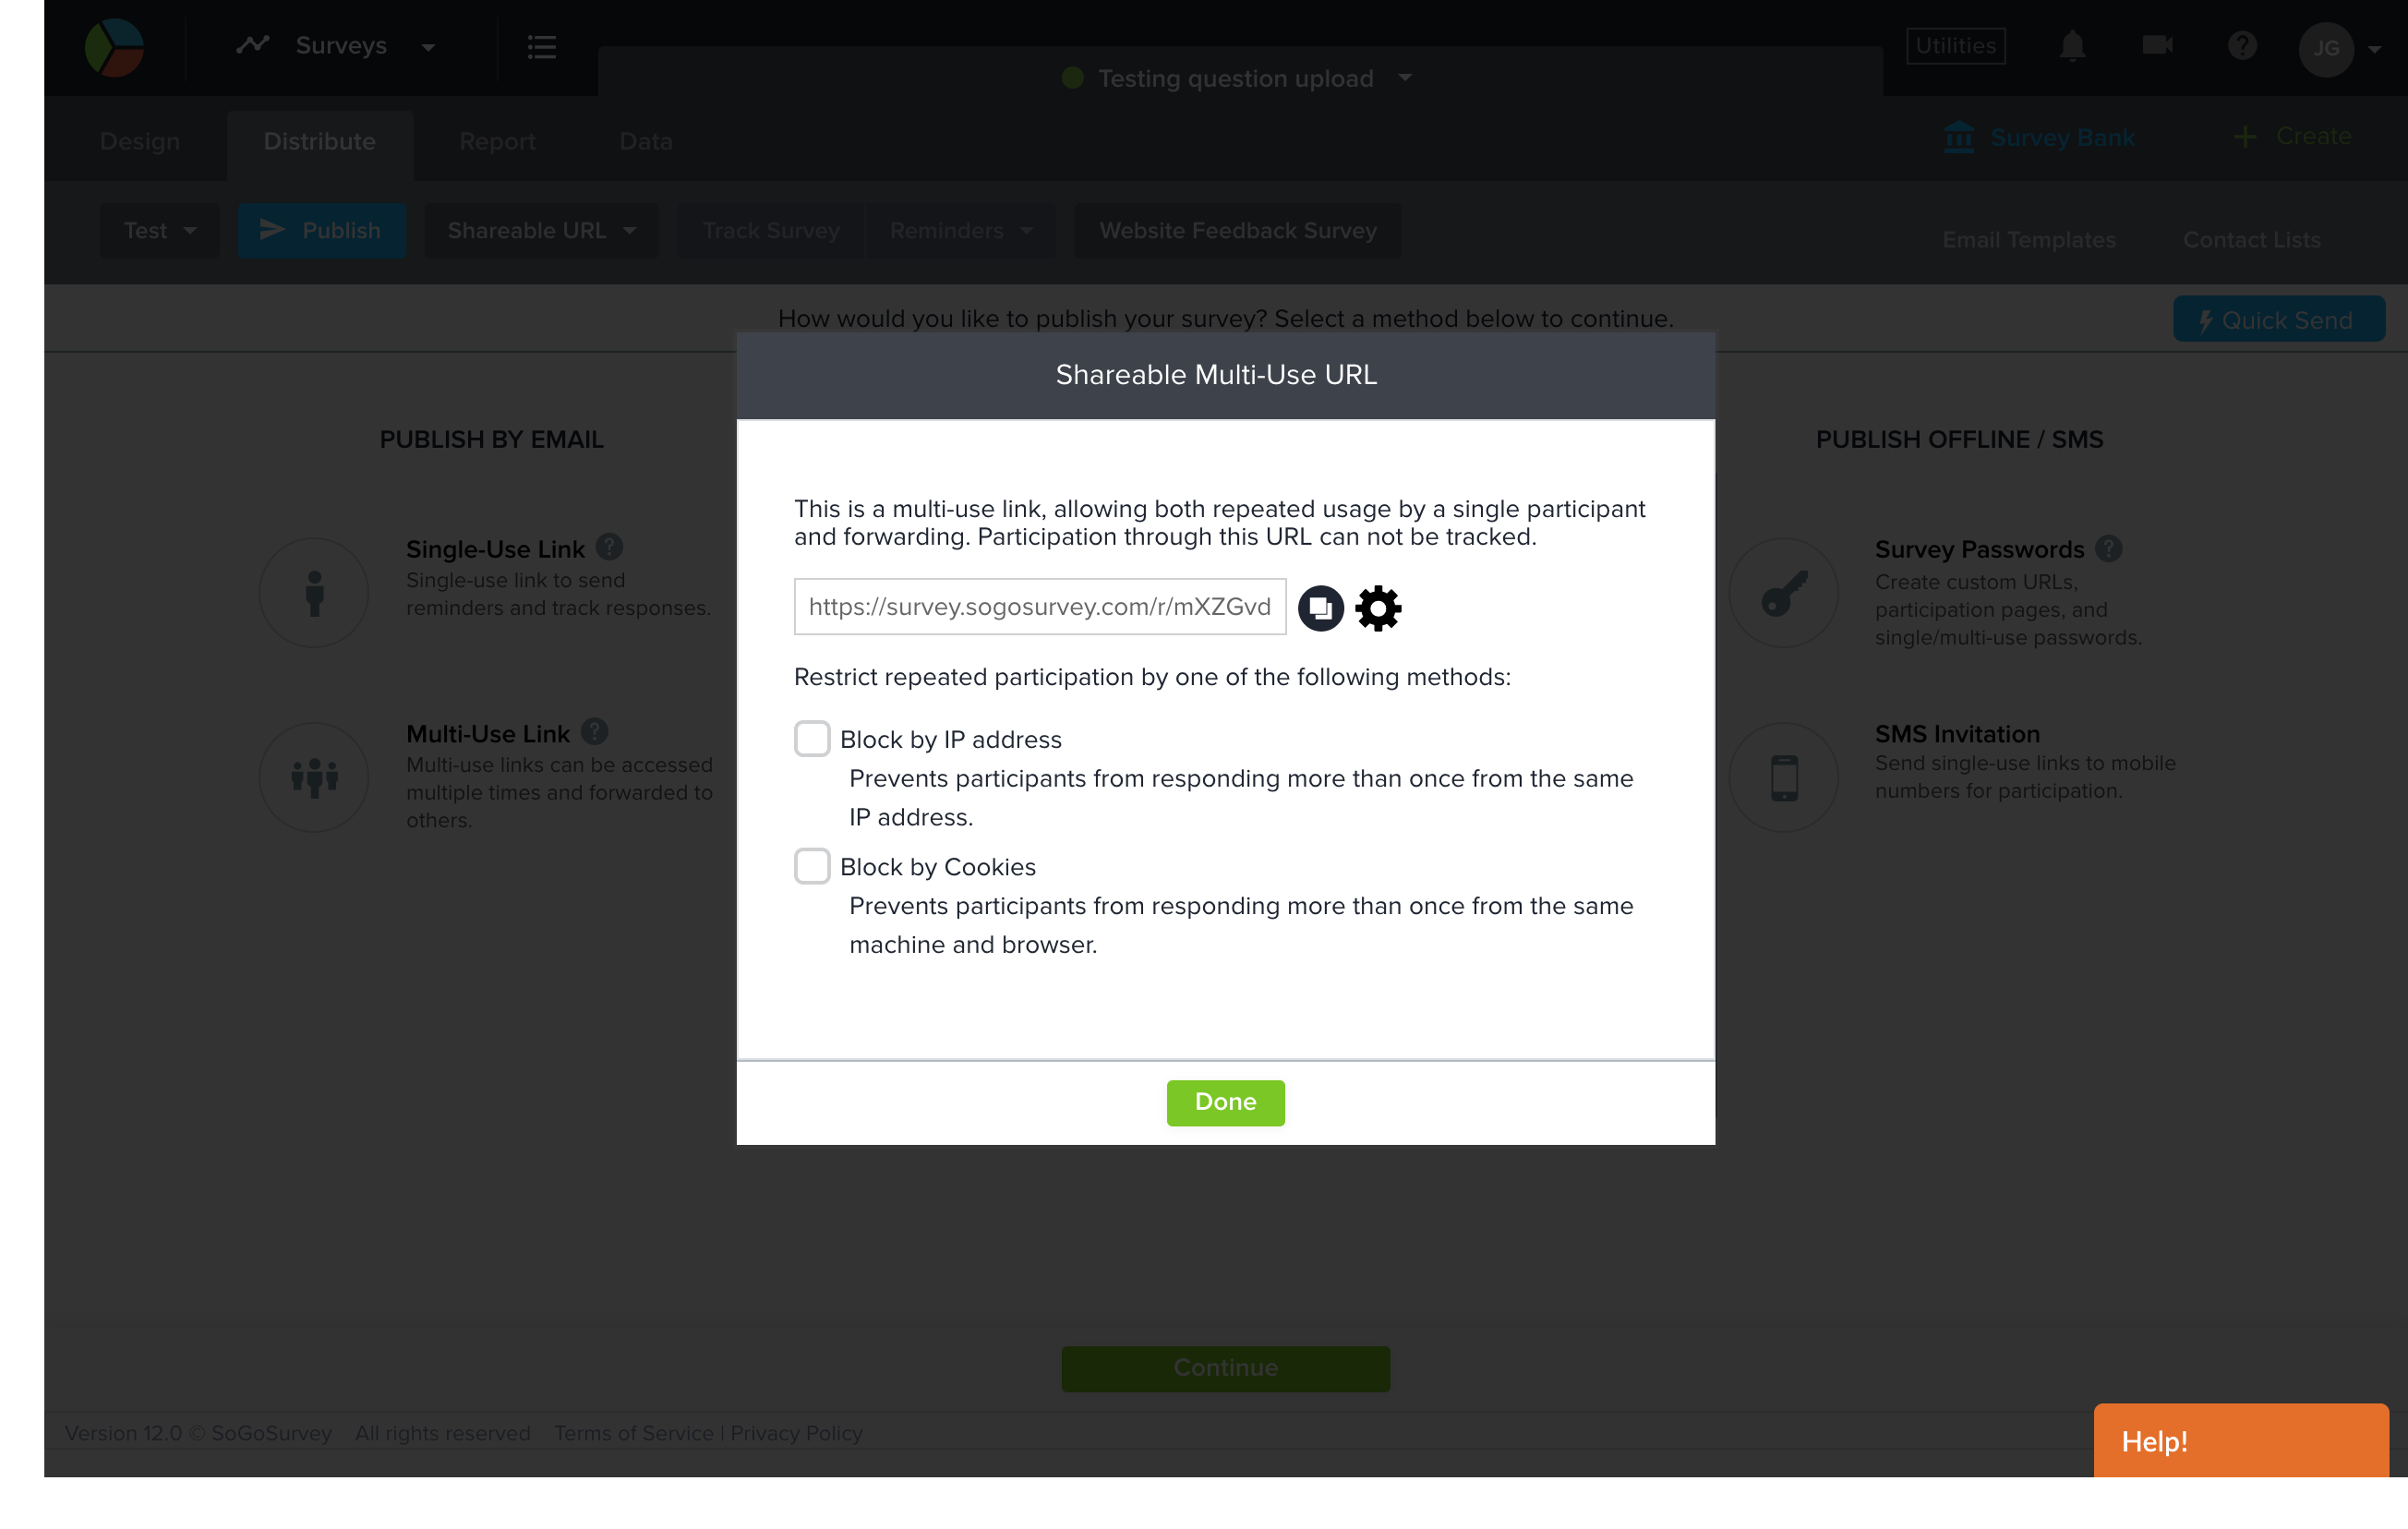 Surveys
Testing question upload
Utilities
?
JG
Design
Distribute
Report
Data
Survey Bank
+ Create
Test
Publish
Shareable URL
Track Survey
Reminders
Website Feedback Survey
Email Templates
Contact Lists
How would you like to publish your survey? Select a method below to continue.
Quick Send
Shareable Multi-Use URL
This is a multi-use link, allowing both repeated usage by a single participant
and forwarding. Participation through this URL can not be tracked.
https://survey.sogosurvey.com/r/mXZGvd
Restrict repeated participation by one of the following methods:
Block by IP address
Prevents participants from responding more than once from the same
IP address.
Block by Cookies
Prevents participants from responding more than once from the same
machine and browser.
Done
PUBLISH BY EMAIL
Single-Use Link ?
Single-use link to send
reminders and track responses.
Multi-Use Link ?
Multi-use links can be accessed
multiple times and forwarded to
others.
PUBLISH OFFLINE / SMS
Survey Passwords ?
Create custom URLs,
participation pages, and
single/multi-use passwords.
SMS Invitation
Send single-use links to mobile
numbers for participation.
Continue
Version 12.0 © SoGoSurvey All rights reserved Terms of Service | Privacy Policy
Help!